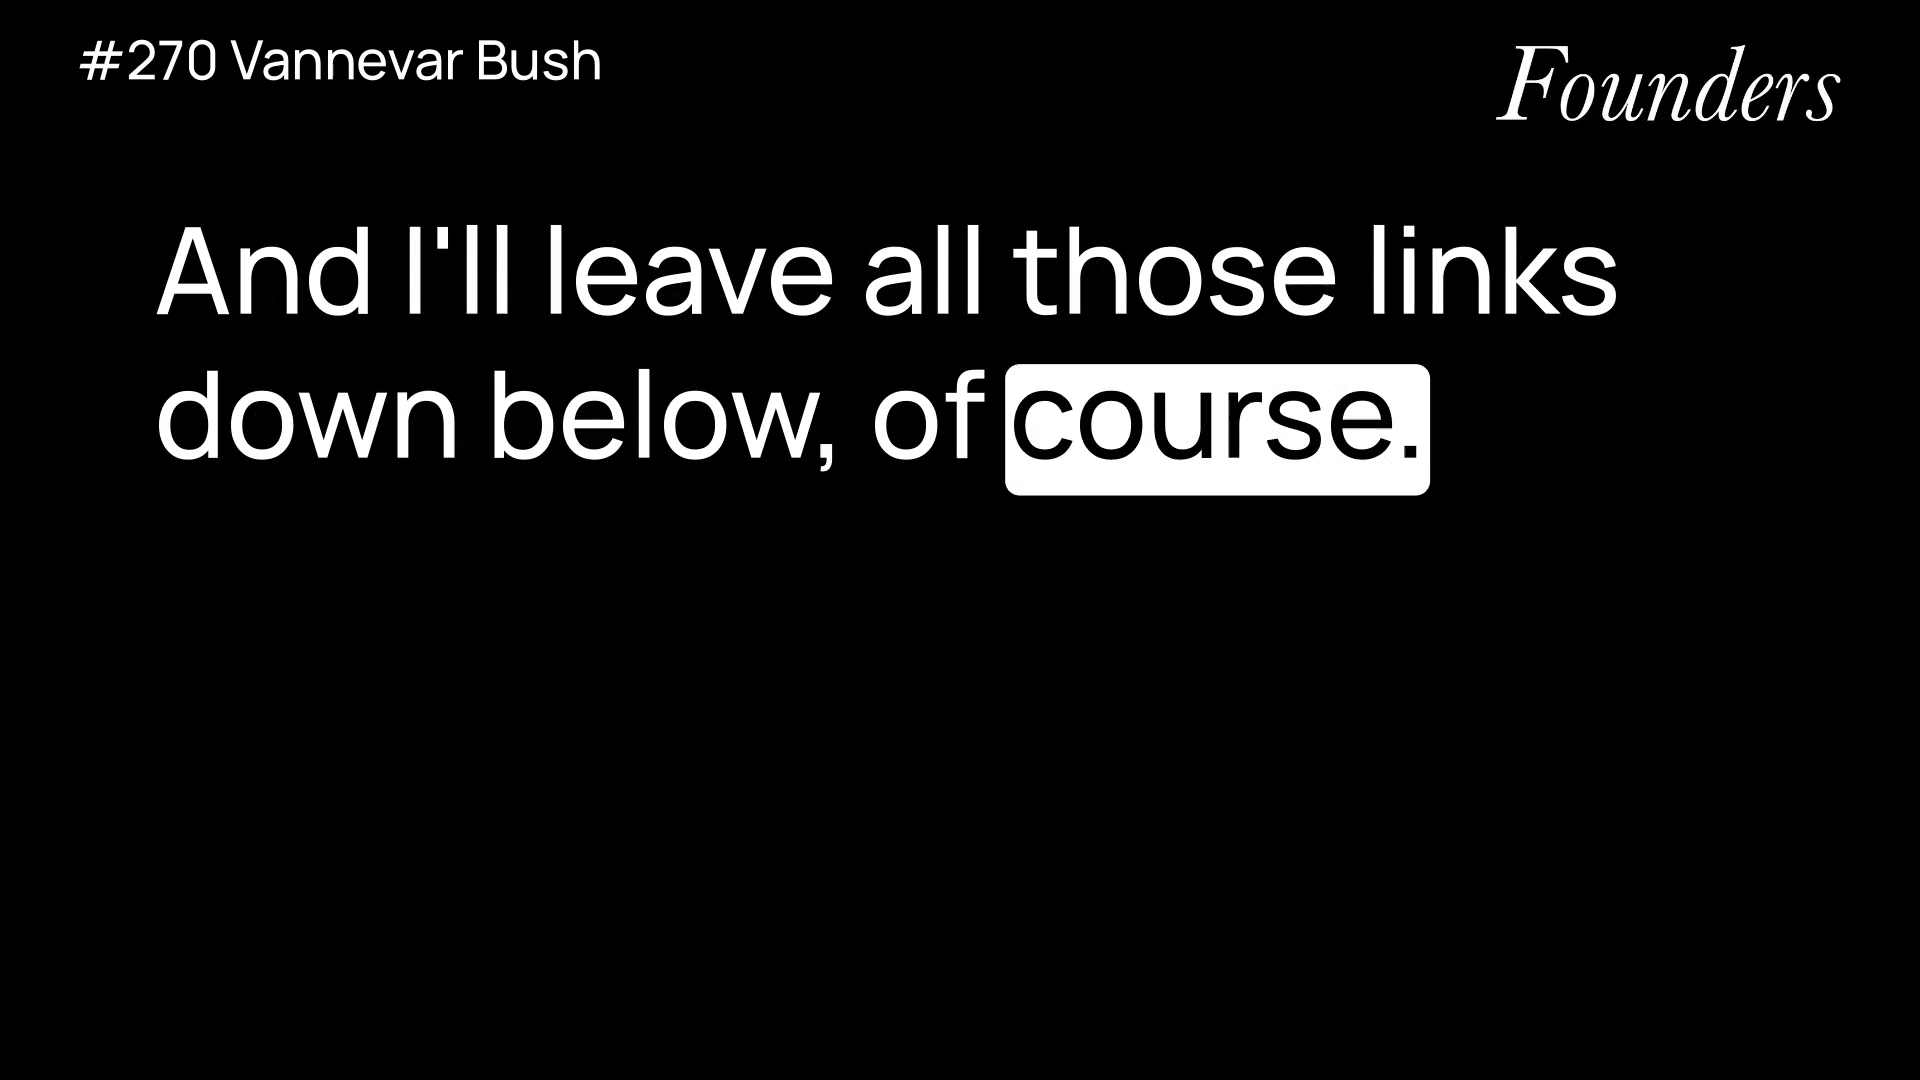 #270 Vannevar Bush
Founders
And I'll leave all those links
down below, of course.